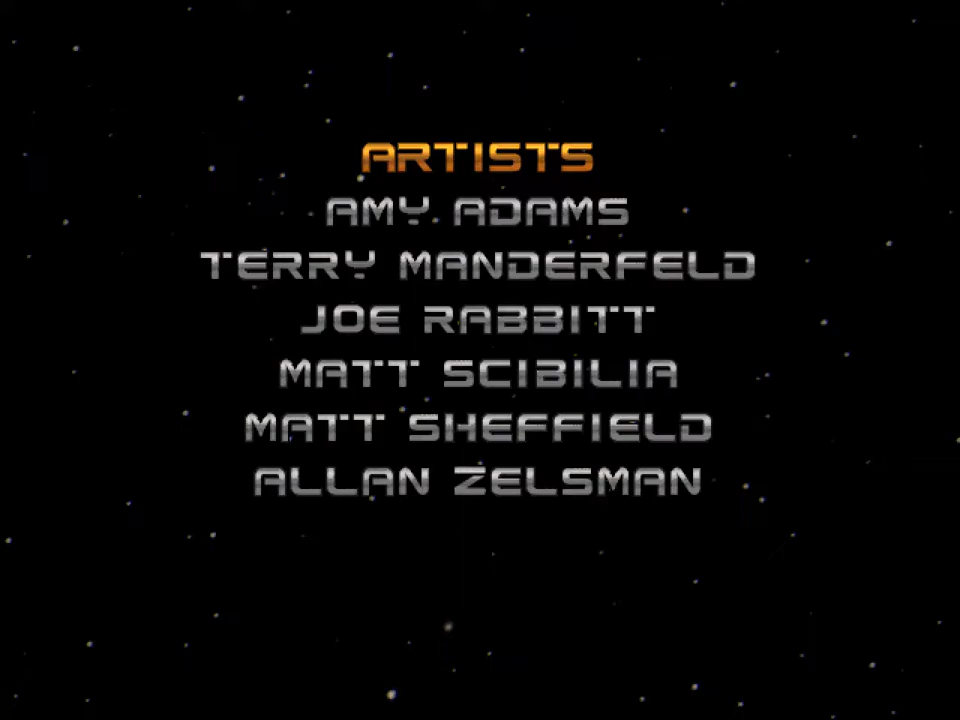 ARTISTS
AMY ADAMS
TERRY MANDERFELD
JOE RABBITT
MATT SCIBILIA
MATT SHEFFIELD
ALLAN ZELSMAN